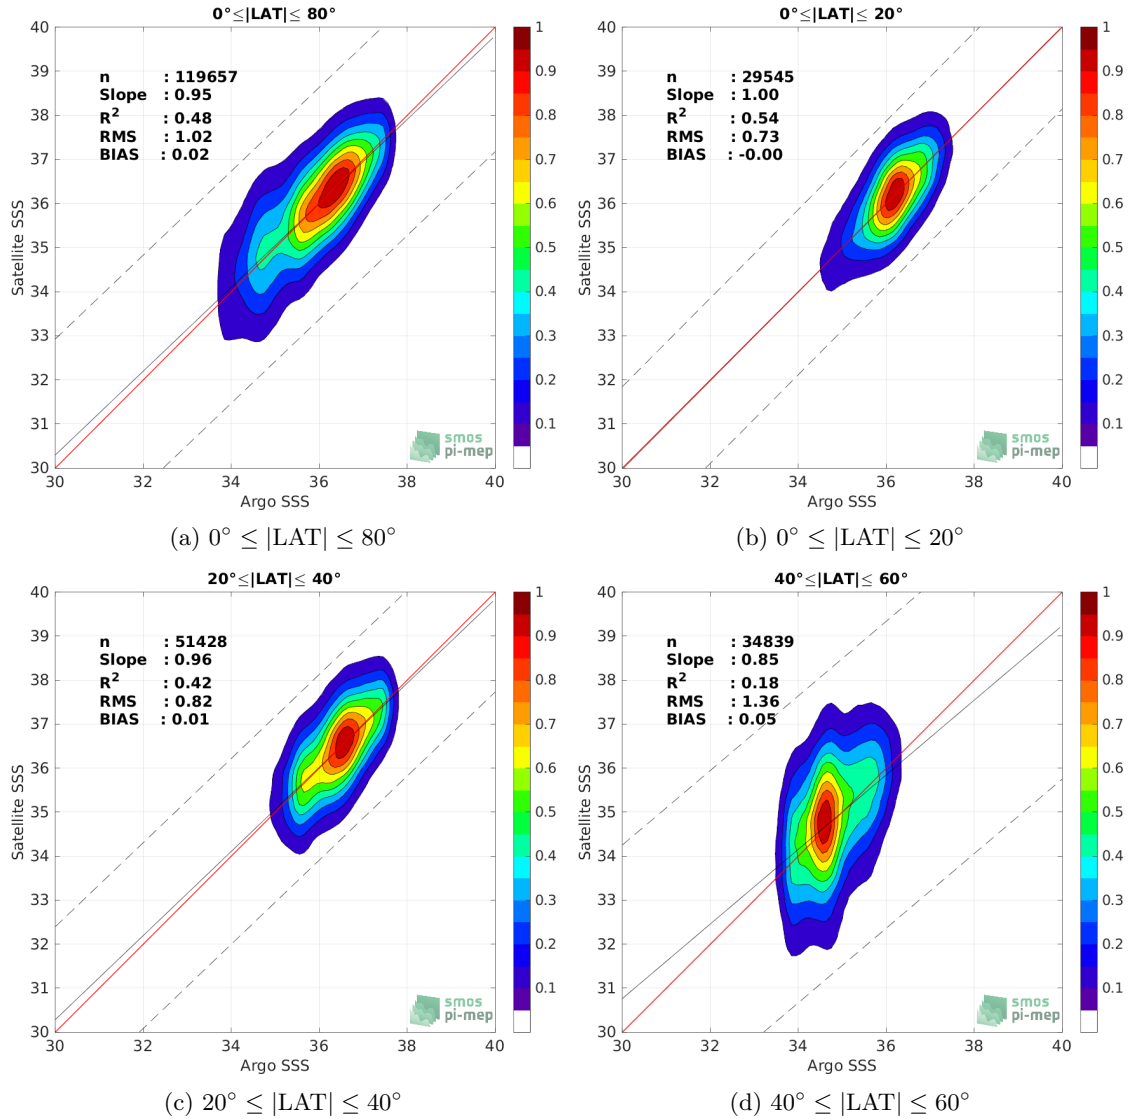 0°≤|LAT|≤ 80°
n : 119657
Slope : 0.95
R² : 0.48
RMS : 1.02
BIAS : 0.02
Satellite SSS
40
39
38
37
36
35
34
33
32
31
30
30 32 34 36 38 40
Argo SSS
1
0.9
0.8
0.7
0.6
0.5
0.4
0.3
0.2
0.1
smos
pi-mep
(a) 0° ≤ |LAT| ≤ 80°
0°≤|LAT|≤ 20°
n : 29545
Slope : 1.00
R² : 0.54
RMS : 0.73
BIAS : -0.00
Satellite SSS
40
39
38
37
36
35
34
33
32
31
30
30 32 34 36 38 40
Argo SSS
1
0.9
0.8
0.7
0.6
0.5
0.4
0.3
0.2
0.1
smos
pi-mep
(b) 0° ≤ |LAT| ≤ 20°
20°≤|LAT|≤ 40°
n : 51428
Slope : 0.96
R² : 0.42
RMS : 0.82
BIAS : 0.01
Satellite SSS
40
39
38
37
36
35
34
33
32
31
30
30 32 34 36 38 40
Argo SSS
1
0.9
0.8
0.7
0.6
0.5
0.4
0.3
0.2
0.1
smos
pi-mep
(c) 20° ≤ |LAT| ≤ 40°
40°≤|LAT|≤ 60°
n : 34839
Slope : 0.85
R² : 0.18
RMS : 1.36
BIAS : 0.05
Satellite SSS
40
39
38
37
36
35
34
33
32
31
30
30 32 34 36 38 40
Argo SSS
1
0.9
0.8
0.7
0.6
0.5
0.4
0.3
0.2
0.1
smos
pi-mep
(d) 40° ≤ |LAT| ≤ 60°